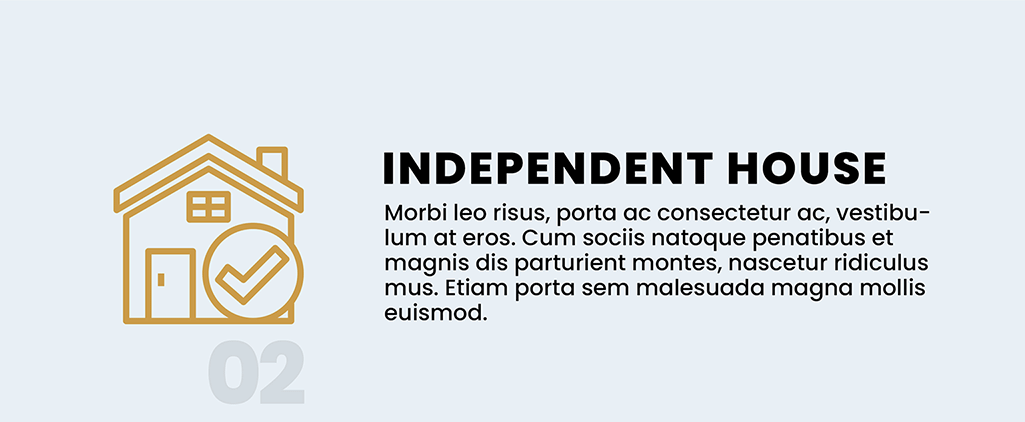 INDEPENDENT HOUSE
Morbi leo risus, porta ac consectetur ac, vestibu-
lum at eros. Cum sociis natoque penatibus et
magnis dis parturient montes, nascetur ridiculus
mus. Etiam porta sem malesuada magna mollis
euismod.
02